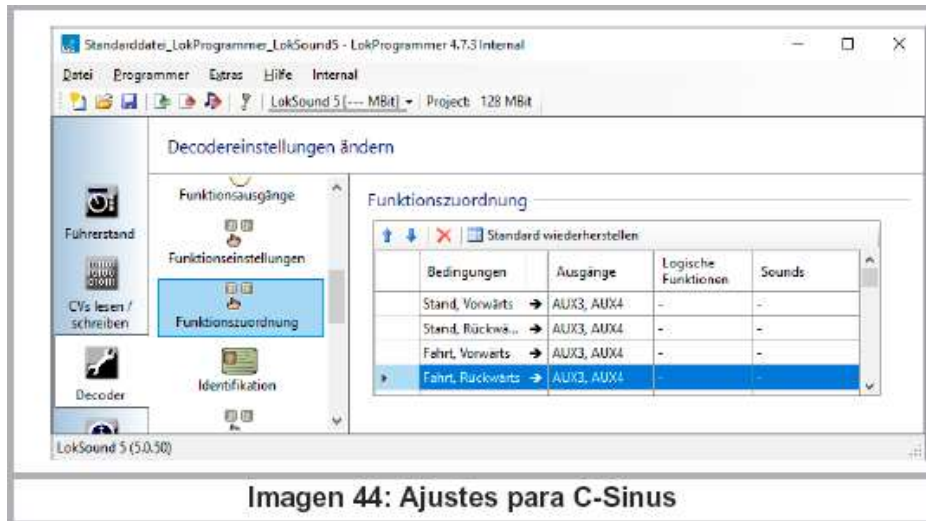 Standarddatei_LokProgrammer_LokSound5 - LokProgrammer 4.7.3 Internal
Datei Programmer Extras Hilfe Internal
LokSound 5 [--- MBit] Project: 128 MBit
Decodereinstellungen ändern
Führerstand
CVs lesen /
schreiben
Decoder
Funktionsausgänge
Funktionseinstellungen
Funktionszuordnung
Identifikation
Funktionszuordnung
Standard wiederherstellen
Bedingungen Ausgänge Logische Funktionen Sounds
Stand, Vorwärts → AUX3, AUX4 - -
Stand, Rückwä... → AUX3, AUX4 - -
Fahrt, Vorwärts → AUX3, AUX4 - -
Fahrt, Rückwärts → AUX3, AUX4 - -
LokSound 5 (5.0.50)
Imagen 44: Ajustes para C-Sinus